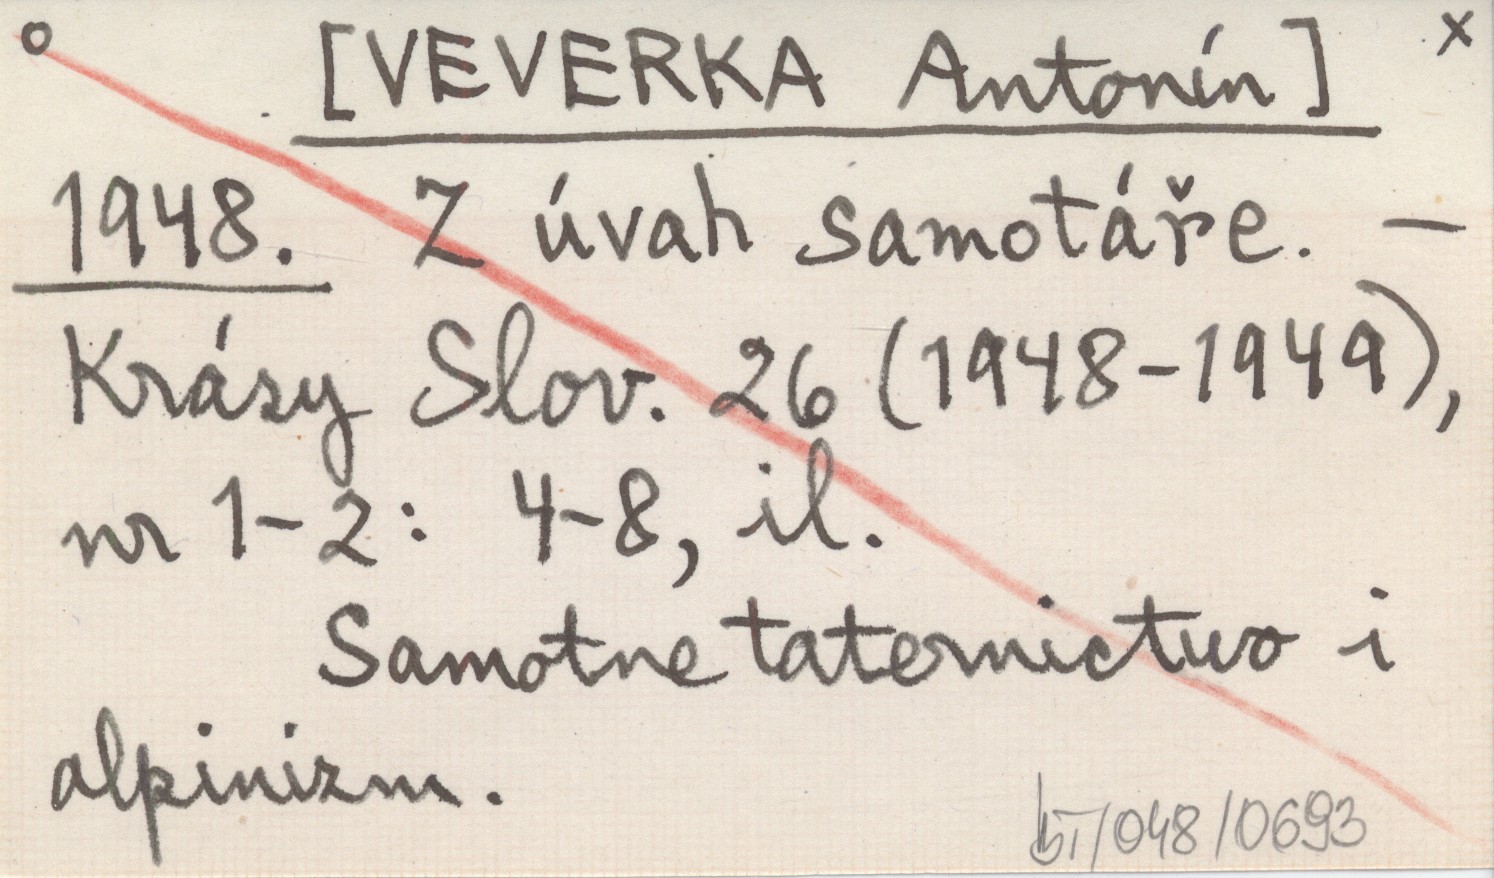 o [VEVERKA Antonín] x
1948. Z úvah samotáře. —
Krásy Slov. 26 (1948-1949),
nr 1-2: 4-8, il.
Samotne taternictwo i
alpinizm.
bT/048/0693